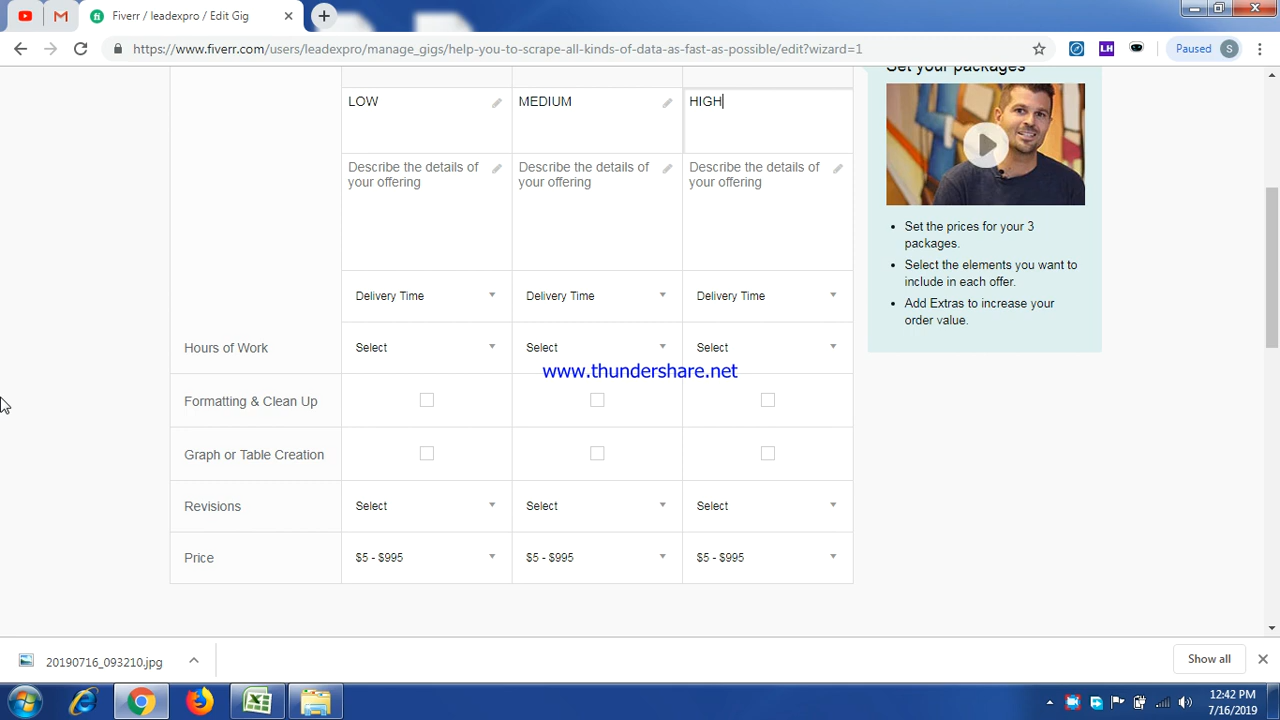 Fiverr / leadexpro / Edit Gig
https://www.fiverr.com/users/leadexpro/manage_gigs/help-you-to-scrape-all-kinds-of-data-as-fast-as-possible/edit?wizard=1
LH
Paused
S
Set your packages
LOW
MEDIUM
HIGH
Describe the details of your offering
Describe the details of your offering
Describe the details of your offering
Set the prices for your 3
packages.
Select the elements you want to
include in each offer.
Add Extras to increase your
order value.
Delivery Time
Delivery Time
Delivery Time
Hours of Work
Select
Select
Select
www.thundershare.net
Formatting & Clean Up
Graph or Table Creation
Revisions
Select
Select
Select
Price
$5 - $995
$5 - $995
$5 - $995
20190716_093210.jpg
Show all
12:42 PM
7/16/2019